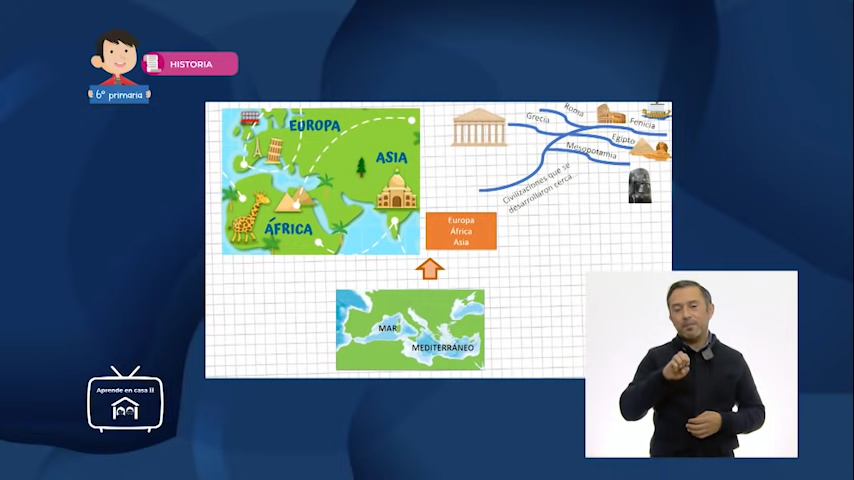 HISTORIA
6° primaria
EUROPA
ASIA
ÁFRICA
Roma
Grecia
Fenicia
Egipto
Mesopotamia
Civilizaciones que se
desarrollaron cerca...
Europa
África
Asia
MAR
MEDITERRÁNEO
Aprende en casa II